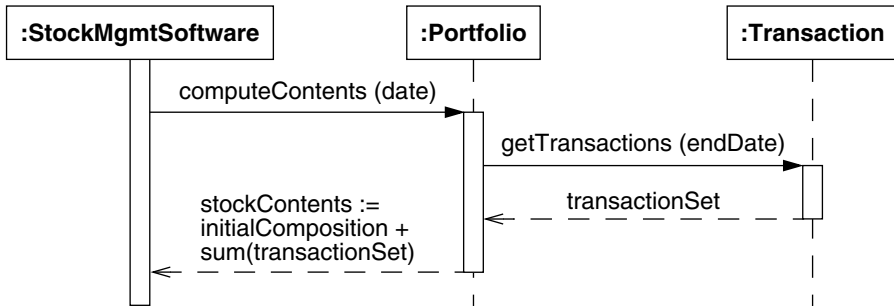 :StockMgmtSoftware
:Portfolio
:Transaction
computeContents (date)
getTransactions (endDate)
transactionSet
stockContents :=
initialComposition +
sum(transactionSet)